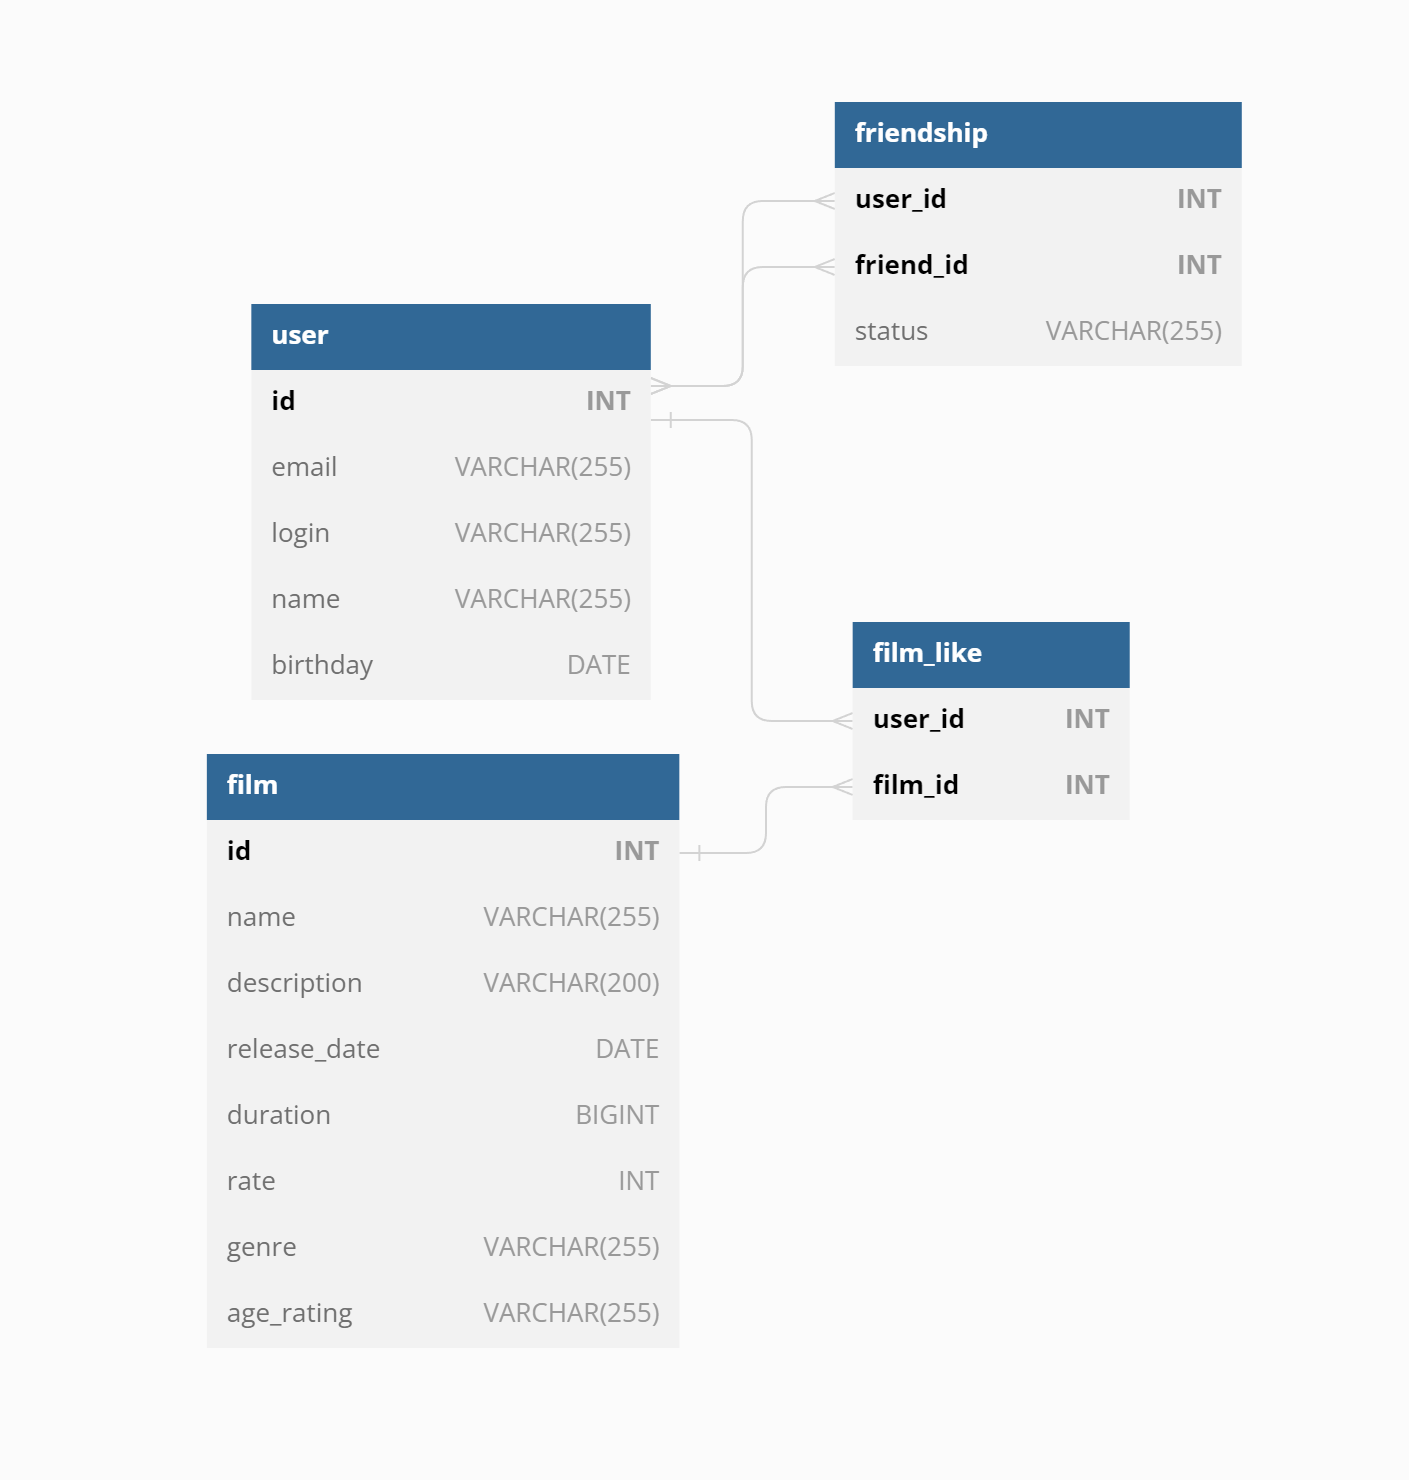 friendship
user_id INT
friend_id INT
status VARCHAR(255)
user
id INT
email VARCHAR(255)
login VARCHAR(255)
name VARCHAR(255)
birthday DATE
film_like
user_id INT
film_id INT
film
id INT
name VARCHAR(255)
description VARCHAR(200)
release_date DATE
duration BIGINT
rate INT
genre VARCHAR(255)
age_rating VARCHAR(255)